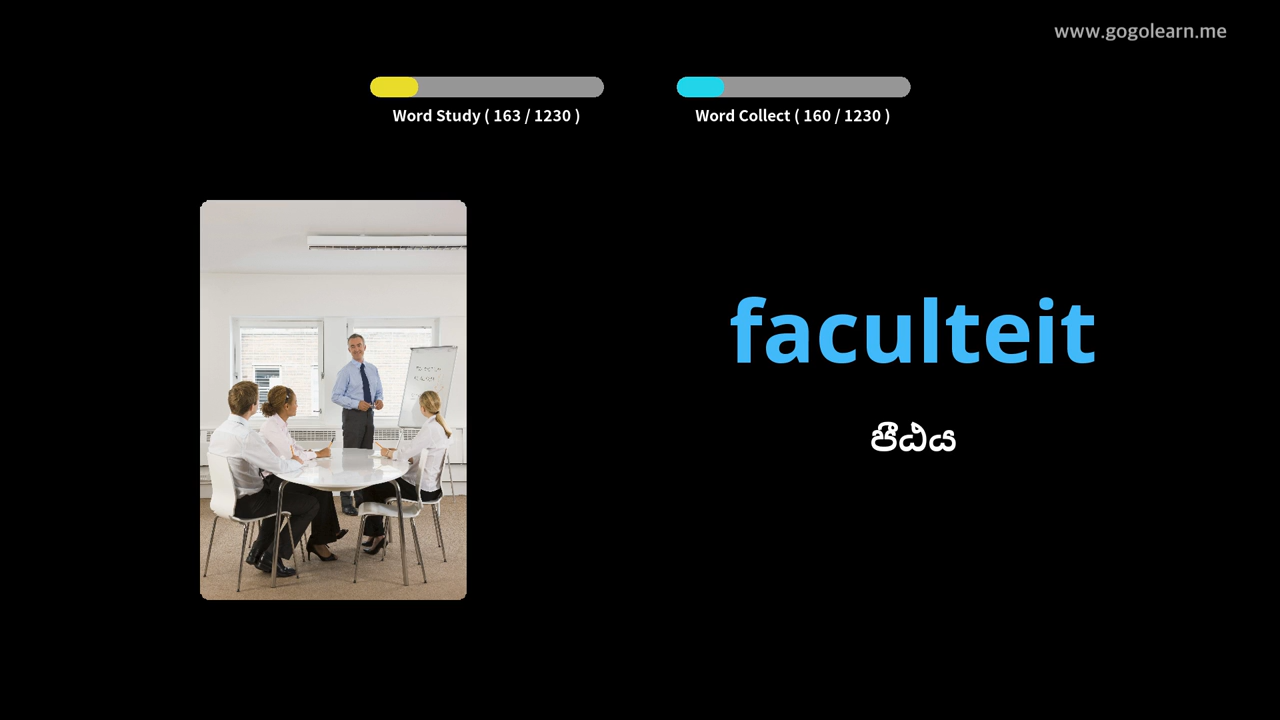 www.gogolearn.me
Word Study ( 163 / 1230 )
Word Collect ( 160 / 1230 )
faculteit
පීඨය